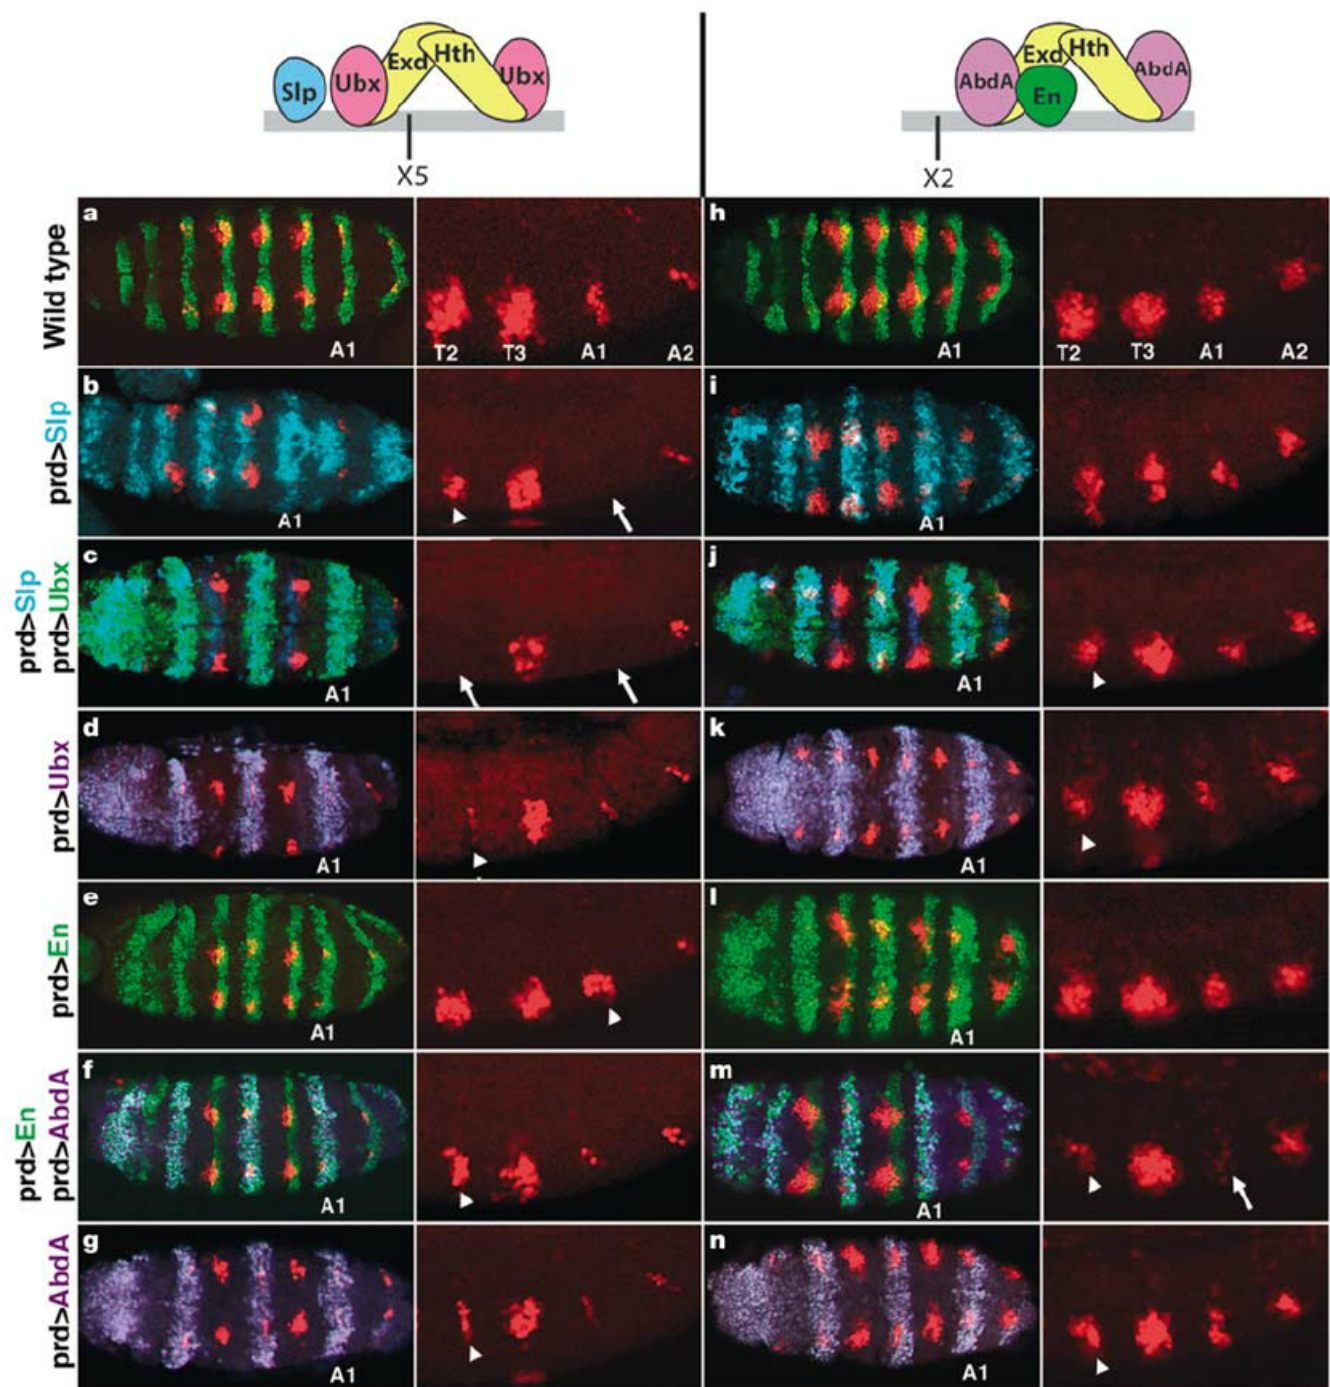 Slp Ubx Exd Hth Ubx
X5
AbdA Exd Hth AbdA
En
X2
Wild type
a
A1
T2 T3 A1 A2
h
A1
T2 T3 A1 A2
prd>Slp
b
A1
i
A1
prd>Slp
prd>Ubx
c
A1
j
A1
prd>Ubx
d
A1
k
A1
prd>En
e
A1
l
A1
prd>En
prd>AbdA
f
A1
m
A1
prd>AbdA
g
A1
n
A1